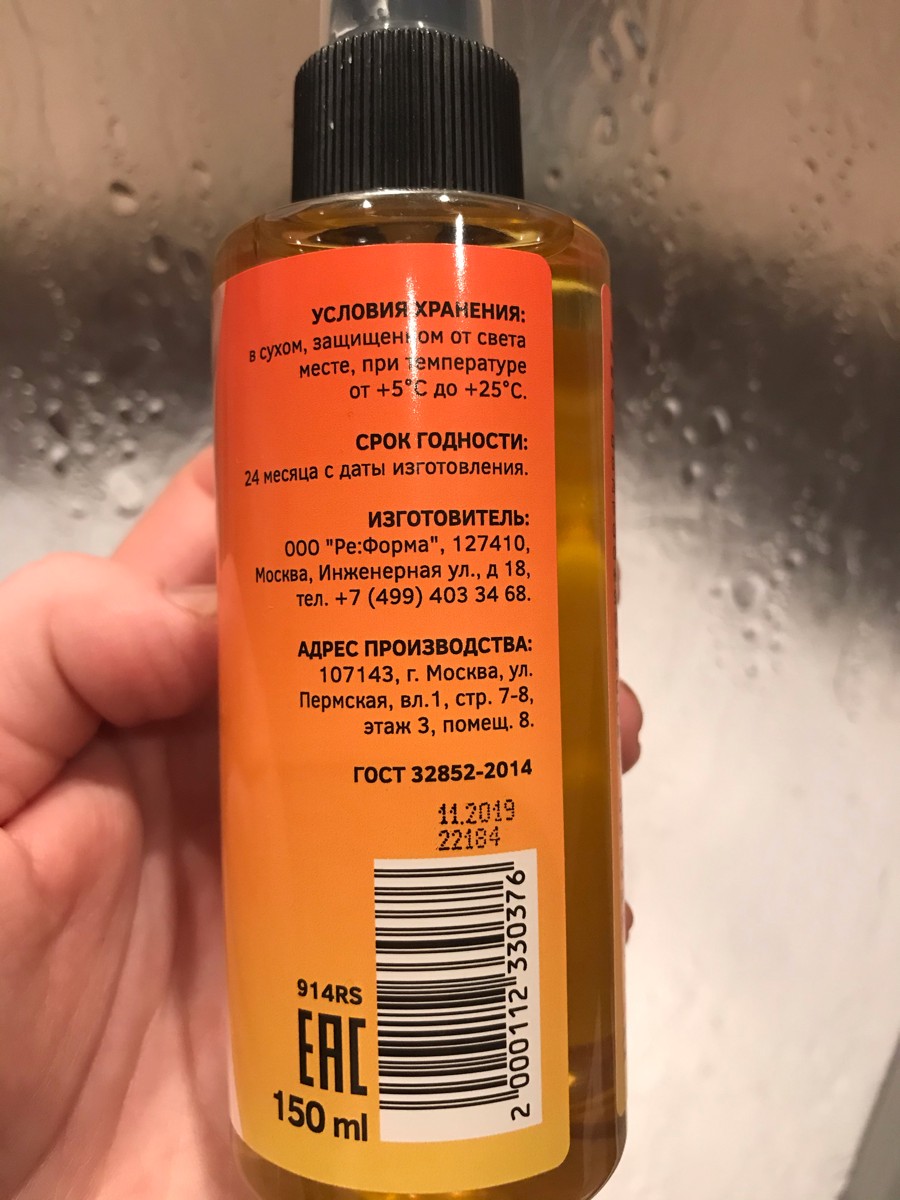 УСЛОВИЯ ХРАНЕНИЯ:
в сухом, защищенном от света
месте, при температуре
от +5°C до +25°C.
СРОК ГОДНОСТИ:
24 месяца с даты изготовления.
ИЗГОТОВИТЕЛЬ:
ООО "Ре:Форма", 127410,
Москва, Инженерная ул., д 18,
тел. +7 (499) 403 34 68.
АДРЕС ПРОИЗВОДСТВА:
107143, г. Москва, ул.
Пермская, вл.1, стр. 7-8,
этаж 3, помещ. 8.
ГОСТ 32852-2014
11.2019
22184
2 000112 330376
914RS
EAC
150 ml